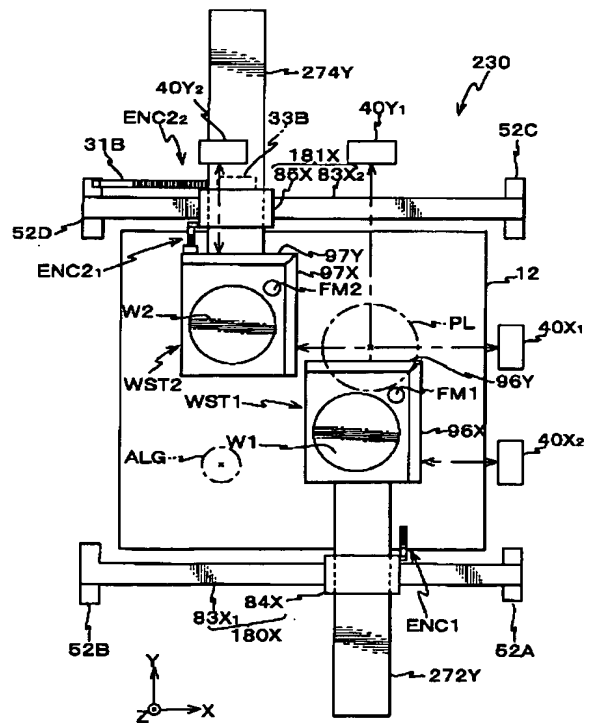 274Y
230
40Y₂
ENC2₂
33B
40Y₁
52C
31B
181X
85X 83X₂
52D
ENC2₁
97Y
97X
12
FM2
W2
PL
40X₁
WST2
96Y
WST1
FM1
W1
96X
40X₂
ALG
84X
83X₁
180X
ENC1
52B
52A
272Y
Y
Z
X